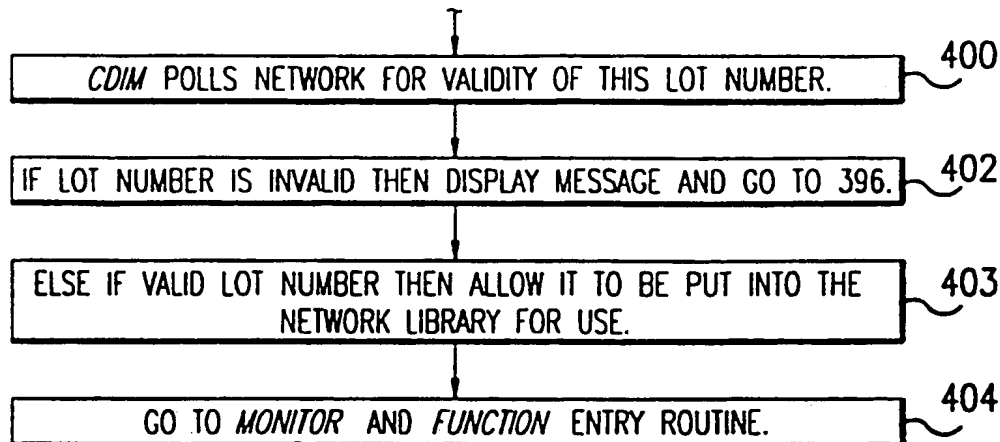 CDIM POLLS NETWORK FOR VALIDITY OF THIS LOT NUMBER.
400
IF LOT NUMBER IS INVALID THEN DISPLAY MESSAGE AND GO TO 396.
402
ELSE IF VALID LOT NUMBER THEN ALLOW IT TO BE PUT INTO THE
NETWORK LIBRARY FOR USE.
403
GO TO MONITOR AND FUNCTION ENTRY ROUTINE.
404